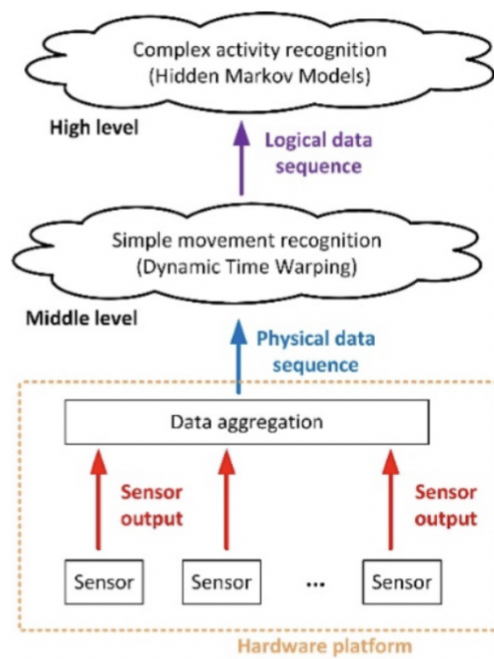 Complex activity recognition
(Hidden Markov Models)
High level
Logical data
sequence
Simple movement recognition
(Dynamic Time Warping)
Middle level
Physical data
sequence
Data aggregation
Sensor
output
Sensor
output
Sensor
Sensor
...
Sensor
Hardware platform